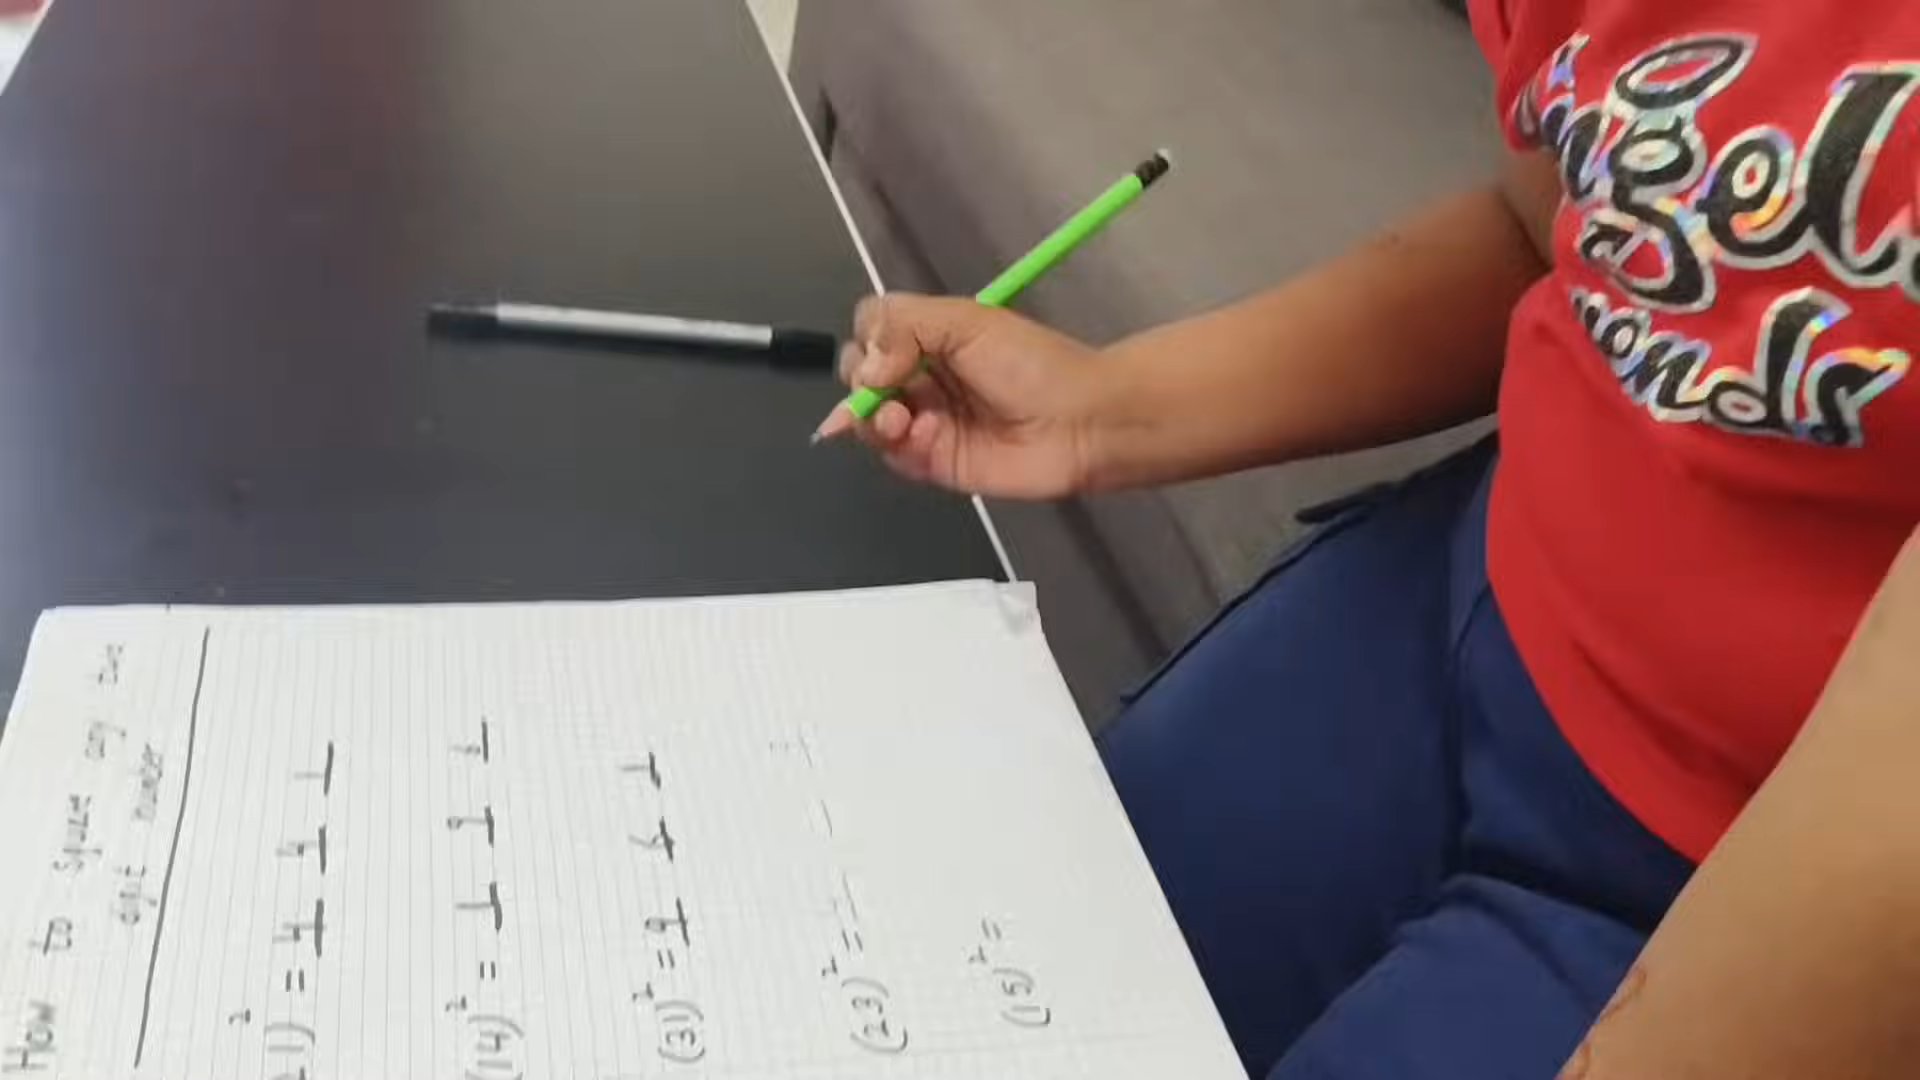 How to square any two
digit number
21)² = 4 4 1
(14)² = 1 9 6
(31)² = 9 6 1
(23)² =
(15)² =
Angel.